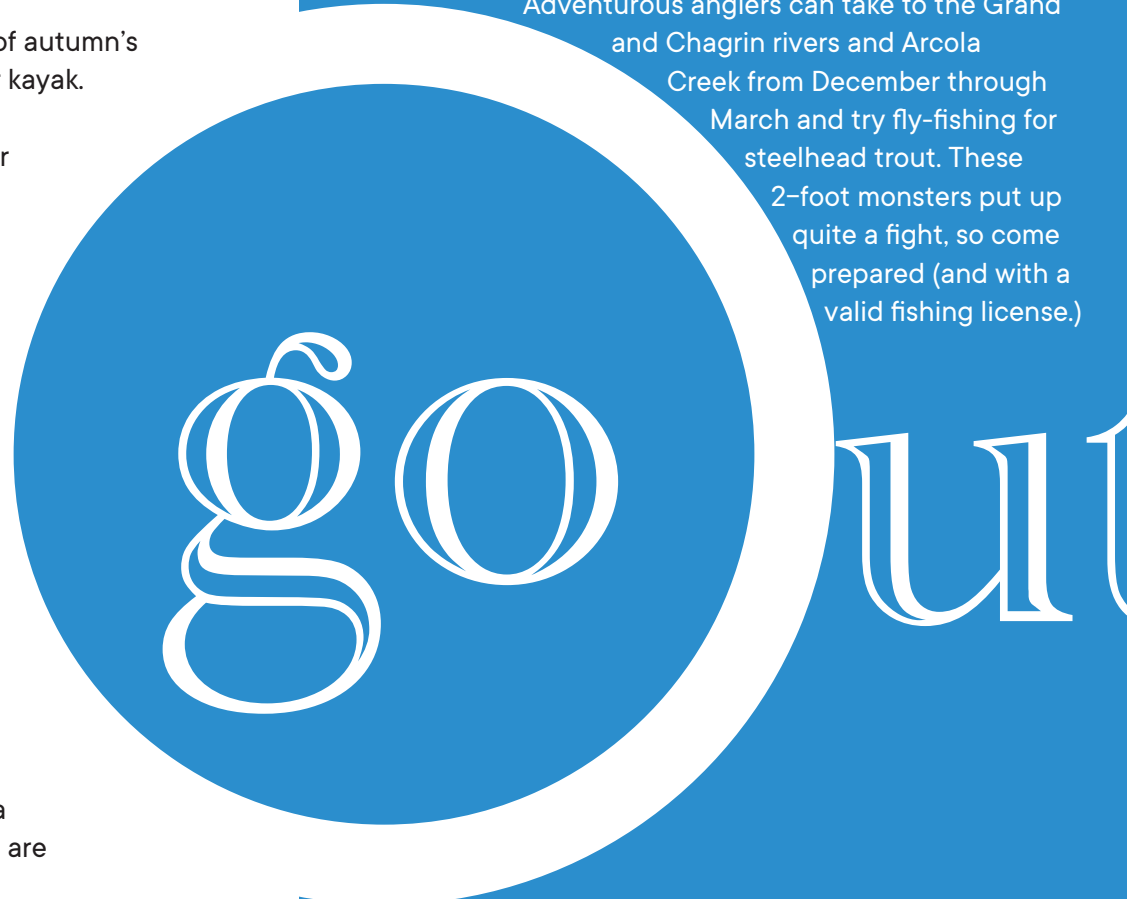 of autumn’s
kayak.
r
a
are
Adventurous anglers can take to the Grand
and Chagrin rivers and Arcola
Creek from December through
March and try fly-fishing for
steelhead trout. These
2–foot monsters put up
quite a fight, so come
prepared (and with a
valid fishing license.)
go ut